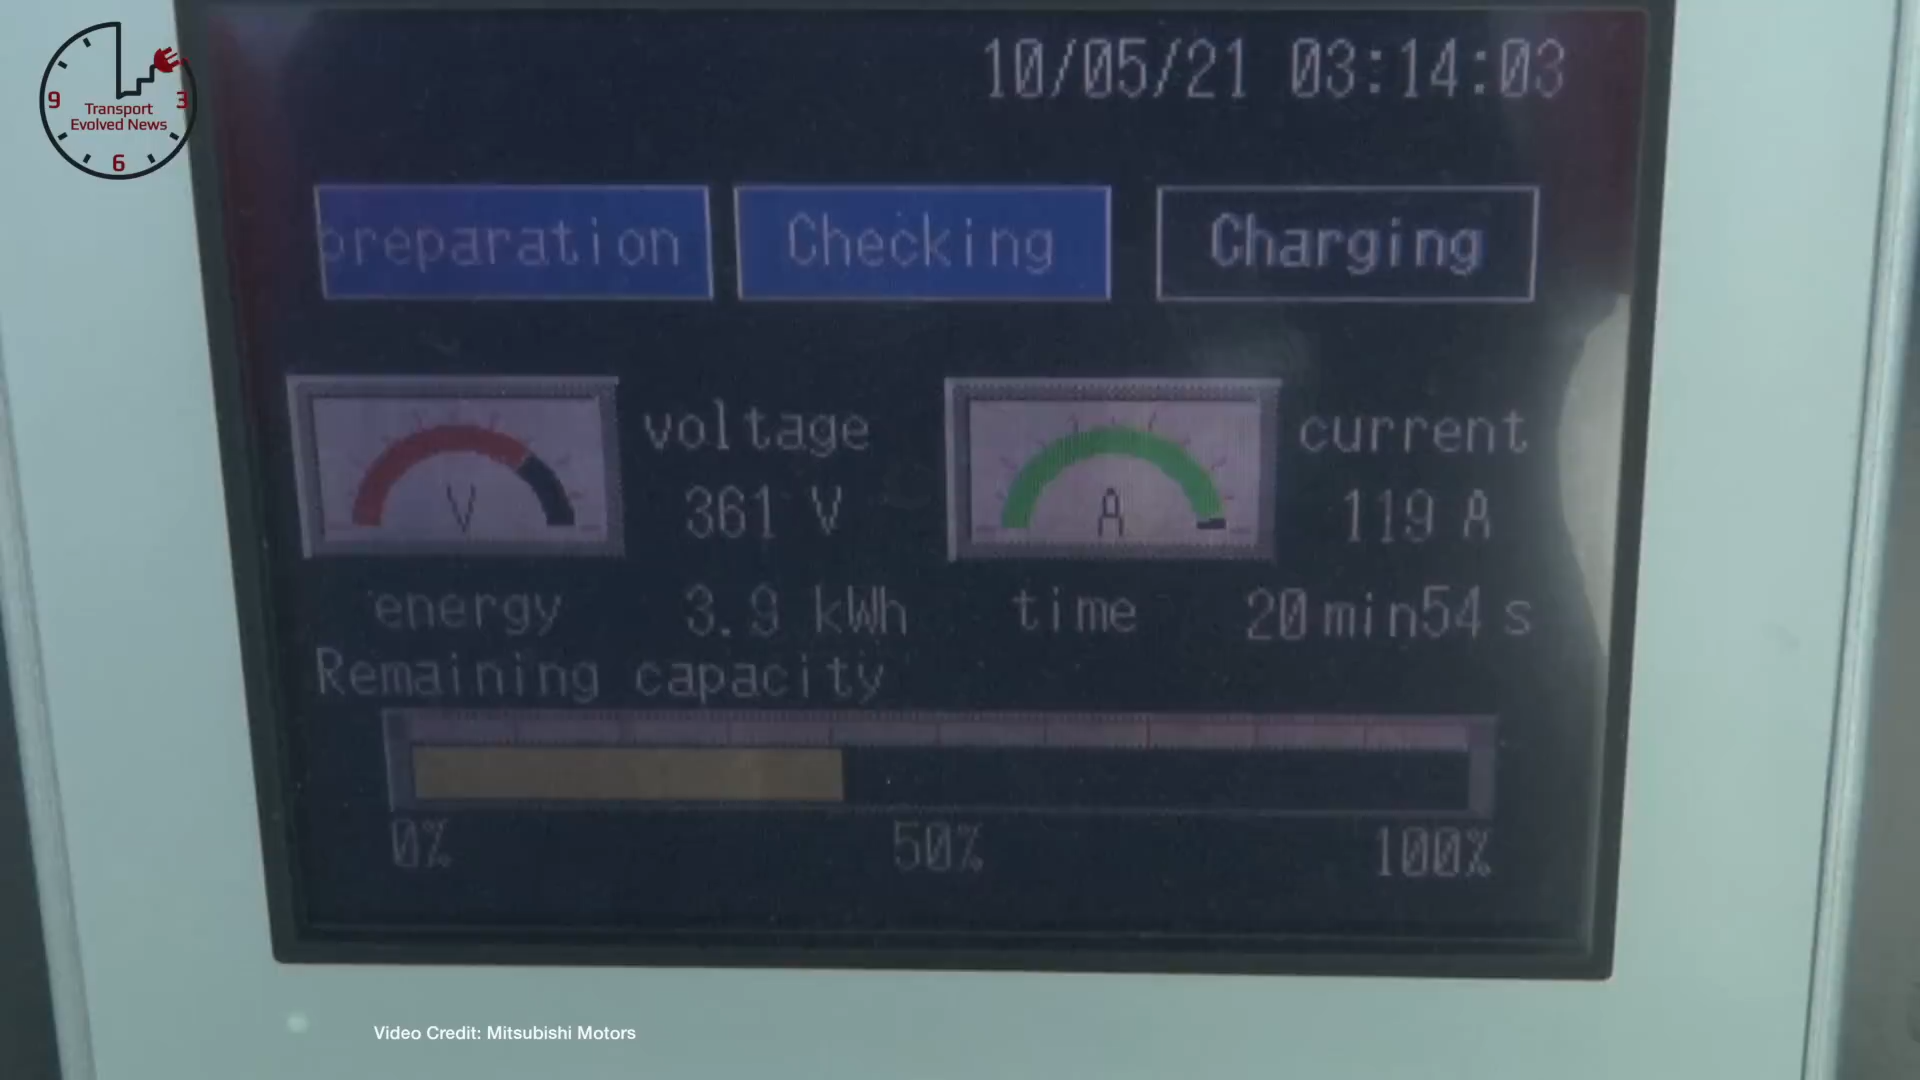 10/05/21 03:14:03
9
3
Transport
Evolved News
6
preparation
Checking
Charging
voltage
361 V
V
current
119 A
A
energy
3.9 kWh
time
20min54 s
Remaining capacity
0%
50%
100%
Video Credit: Mitsubishi Motors